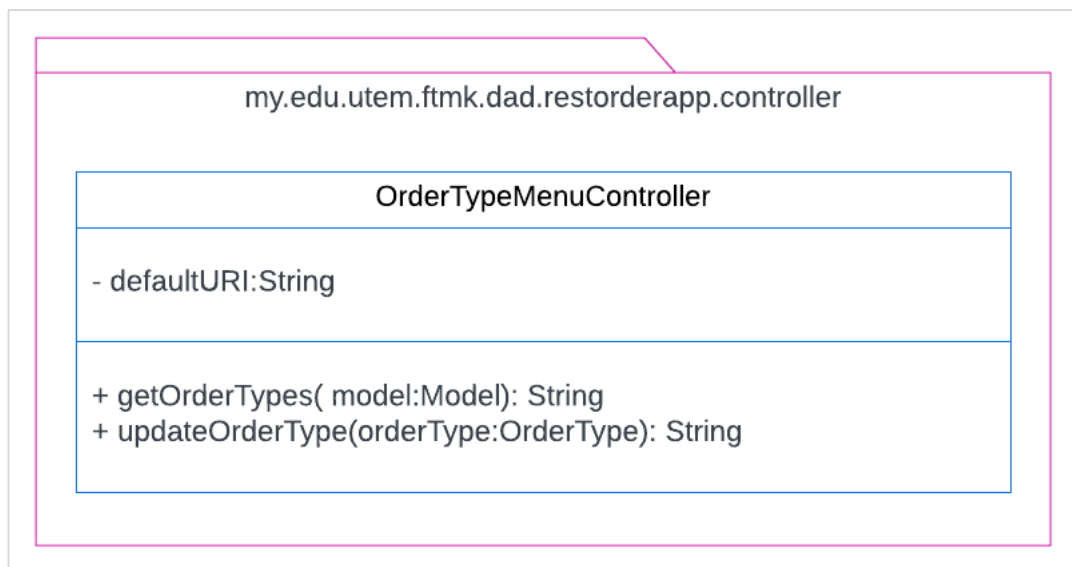 my.edu.utem.ftmk.dad.restorderapp.controller
OrderTypeMenuController
- defaultURI:String
+ getOrderTypes( model:Model): String
+ updateOrderType(orderType:OrderType): String